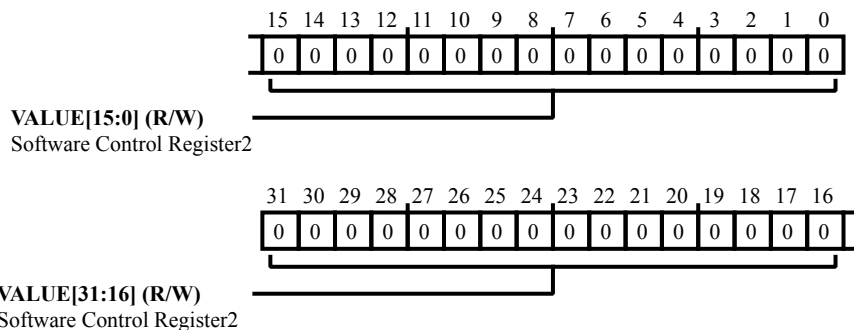 15 14 13 12 11 10 9 8 7 6 5 4 3 2 1 0
0 0 0 0 0 0 0 0 0 0 0 0 0 0 0 0
VALUE[15:0] (R/W)
Software Control Register2
31 30 29 28 27 26 25 24 23 22 21 20 19 18 17 16
0 0 0 0 0 0 0 0 0 0 0 0 0 0 0 0
VALUE[31:16] (R/W)
Software Control Register2